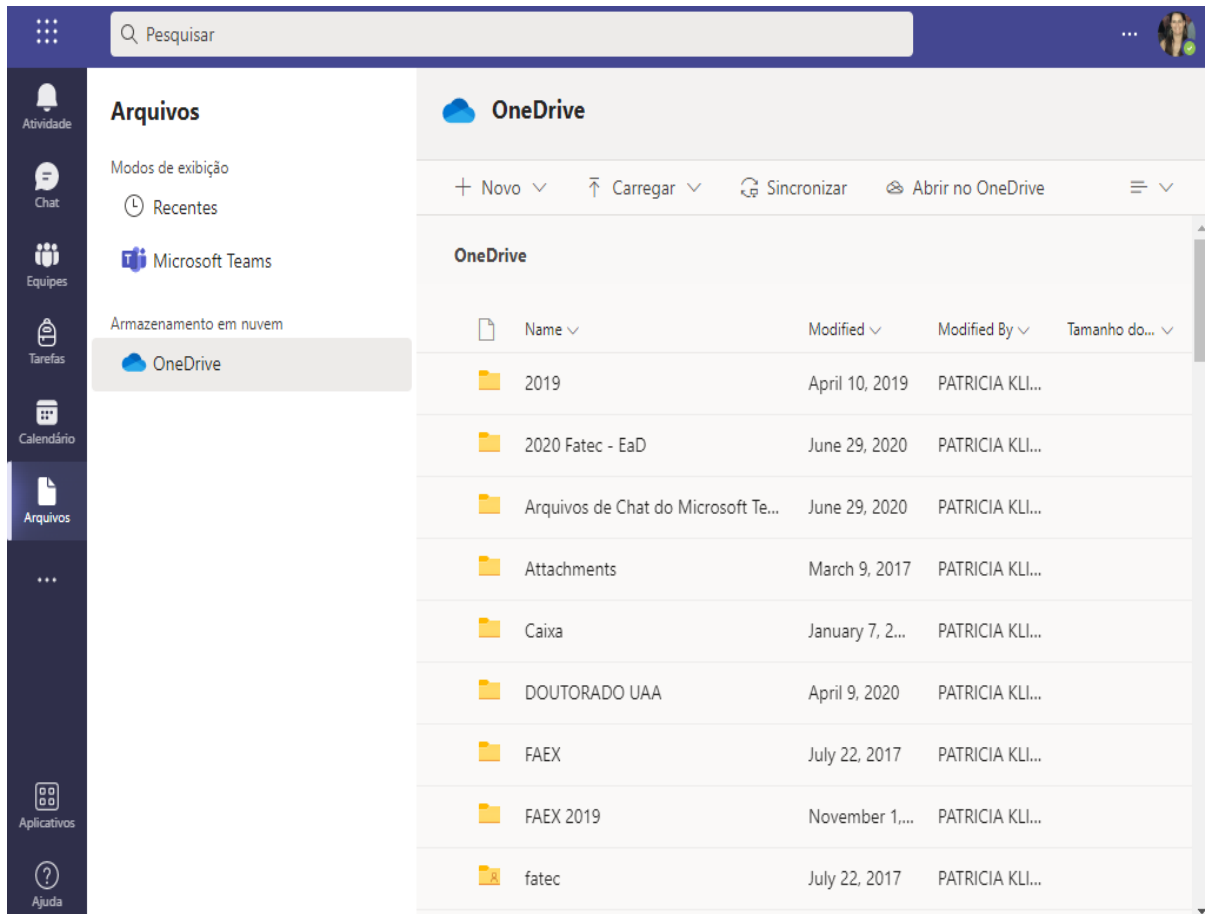 Pesquisar
...
Atividade
Chat
Equipes
Tarefas
Calendário
Arquivos
...
Aplicativos
Ajuda
Arquivos
Modos de exibição
Recentes
Microsoft Teams
Armazenamento em nuvem
OneDrive
OneDrive
Novo Carregar Sincronizar Abrir no OneDrive
OneDrive
Name Modified Modified By Tamanho do...
2019 April 10, 2019 PATRICIA KLI...
2020 Fatec - EaD June 29, 2020 PATRICIA KLI...
Arquivos de Chat do Microsoft Te... June 29, 2020 PATRICIA KLI...
Attachments March 9, 2017 PATRICIA KLI...
Caixa January 7, 2... PATRICIA KLI...
DOUTORADO UAA April 9, 2020 PATRICIA KLI...
FAEX July 22, 2017 PATRICIA KLI...
FAEX 2019 November 1,... PATRICIA KLI...
fatec July 22, 2017 PATRICIA KLI...